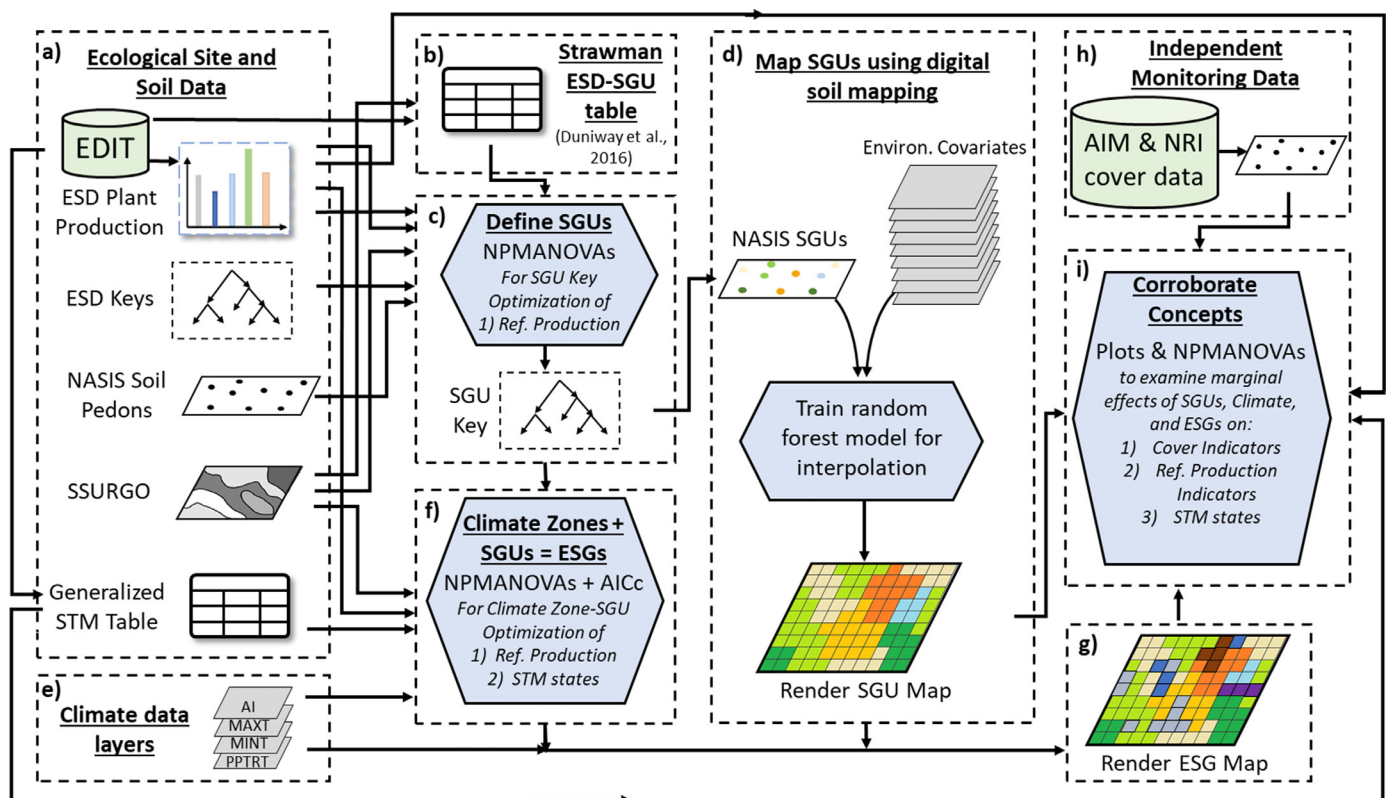 a)
Ecological Site and
Soil Data
EDIT
ESD Plant
Production
ESD Keys
NASIS Soil
Pedons
SSURGO
Generalized
STM Table
b)
Strawman
ESD-SGU
table
(Duniway et al.,
2016)
c)
Define SGUs
NPMANOVAs
For SGU Key
Optimization of
1) Ref. Production
SGU
Key
d)
Map SGUs using digital
soil mapping
Environ. Covariates
NASIS SGUs
Train random
forest model for
interpolation
Render SGU Map
e)
Climate data
layers
AI
MAXT
MINT
PPTRT
f)
Climate Zones +
SGUs = ESGs
NPMANOVAs + AICc
For Climate Zone-SGU
Optimization of
1) Ref. Production
2) STM states
g)
Render ESG Map
h)
Independent
Monitoring Data
AIM & NRI
cover data
i)
Corroborate
Concepts
Plots & NPMANOVAs
to examine marginal
effects of SGUs, Climate,
and ESGs on:
1) Cover Indicators
2) Ref. Production
Indicators
3) STM states